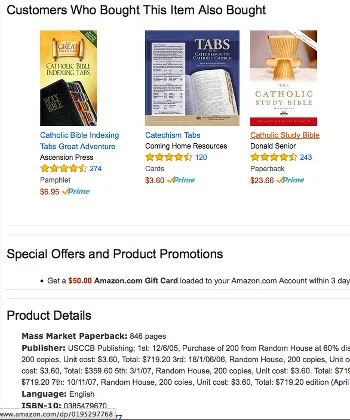 Customers Who Bought This Item Also Bought
GREAT
CATHOLIC BIBLE
INDEXING TABS
TABS
CATECHISM OF THE CATHOLIC CHURCH
THE
CATHOLIC
STUDY BIBLE
Catholic Bible Indexing
Tabs Great Adventure
Ascension Press
274
Pamphlet
$6.95 Prime
Catechism Tabs
Coming Home Resources
120
Cards
$3.60 Prime
Catholic Study Bible
Donald Senior
243
Paperback
$23.66 Prime
Special Offers and Product Promotions
• Get a $50.00 Amazon.com Gift Card loaded to your Amazon.com Account within 3 day
Product Details
Mass Market Paperback: 846 pages
Publisher: USCCB Publishing; 1st: 12/6/05, Purchase of 200 from Random House at 60% dis
200 copies, Unit cost: $3.60, Total: $719.20 3rd: 18/1/06/06, Random House, 200 copies, Unit co
cost: $3.60, Total: $359.60 5th: 3/1/07, Random House, 200 copies, Unit cost: $3.60, Total: $719
$719.20 7th: 10/11/07, Random House, 200 copies, Unit cost: $3.60, Total: $719.20 edition (April
Language: English
ISBN-10: 0385479670
www.amazon.com/dp/0195297768